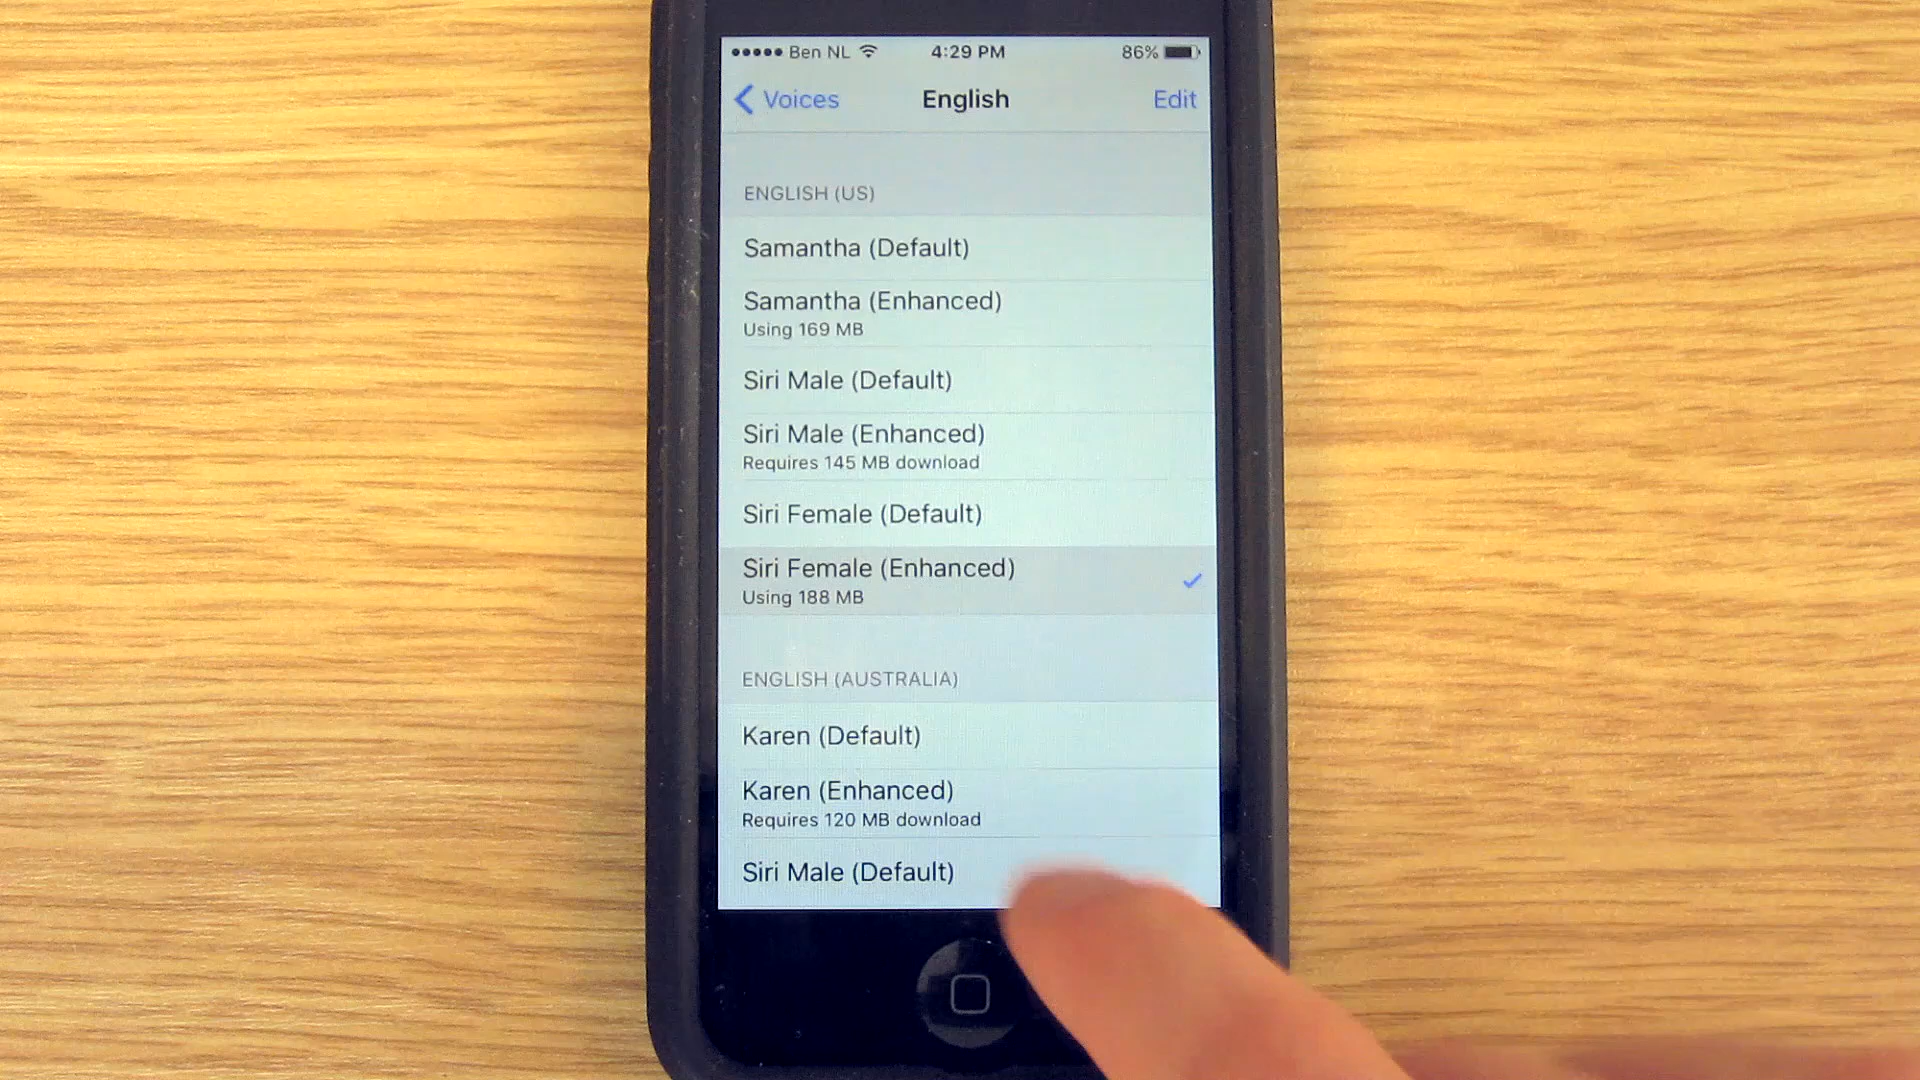 Ben NL 4:29 PM 86%
Voices English Edit
ENGLISH (US)
Samantha (Default)
Samantha (Enhanced)
Using 169 MB
Siri Male (Default)
Siri Male (Enhanced)
Requires 145 MB download
Siri Female (Default)
Siri Female (Enhanced)
Using 188 MB
ENGLISH (AUSTRALIA)
Karen (Default)
Karen (Enhanced)
Requires 120 MB download
Siri Male (Default)